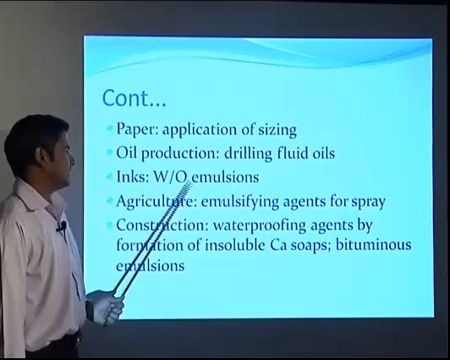 Cont...
Paper: application of sizing
Oil production: drilling fluid oils
Inks: W/O emulsions
Agriculture: emulsifying agents for spray
Construction: waterproofing agents by
formation of insoluble Ca soaps; bituminous
emulsions